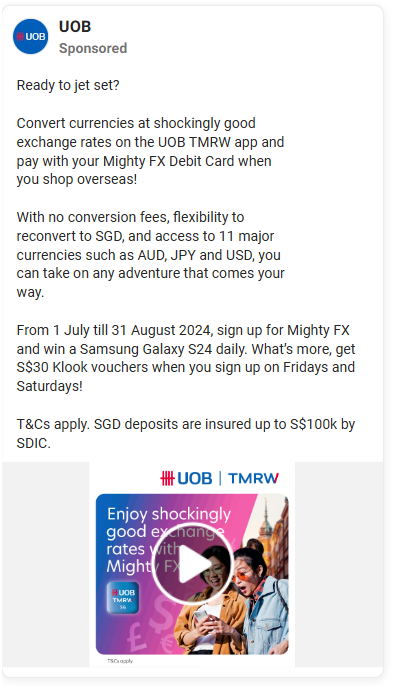 UOB
UOB
Sponsored
Ready to jet set?
Convert currencies at shockingly good
exchange rates on the UOB TMRW app and
pay with your Mighty FX Debit Card when
you shop overseas!
With no conversion fees, flexibility to
reconvert to SGD, and access to 11 major
currencies such as AUD, JPY and USD, you
can take on any adventure that comes your
way.
From 1 July till 31 August 2024, sign up for Mighty FX
and win a Samsung Galaxy S24 daily. What’s more, get
S$30 Klook vouchers when you sign up on Fridays and
Saturdays!
T&Cs apply. SGD deposits are insured up to S$100k by
SDIC.
UOB | TMRW
Enjoy shockingly
good exchange
rates with
Mighty FX
UOB
TMRW
SG
£ $
T&Cs apply.